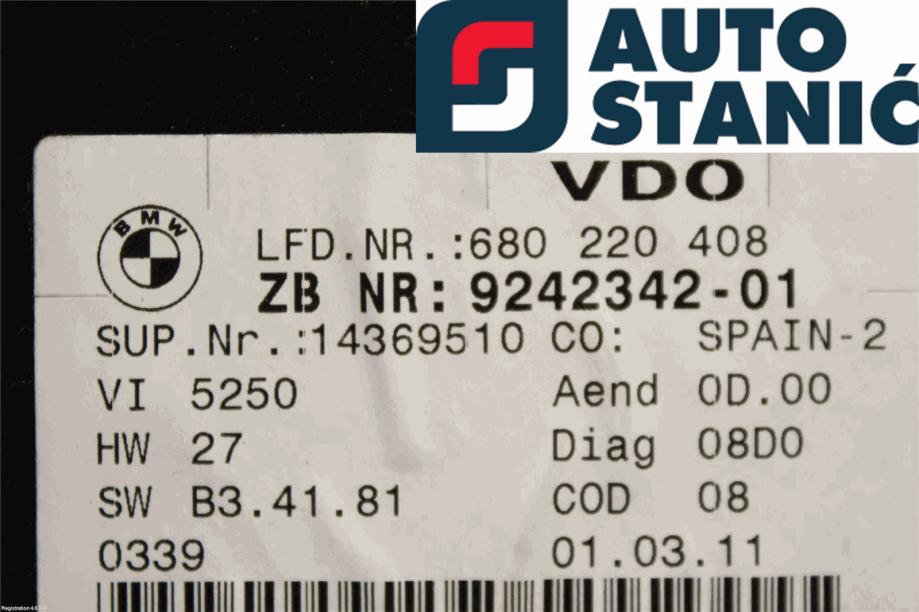 AUTO
STANIĆ
VDO
BMW
LFD.NR.:680 220 408
ZB NR:9242342-01
SUP.Nr.:14369510 CO: SPAIN-2
VI 5250 Aend 0D.00
HW 27 Diag 08D0
SW B3.41.81 COD 08
0339 01.03.11